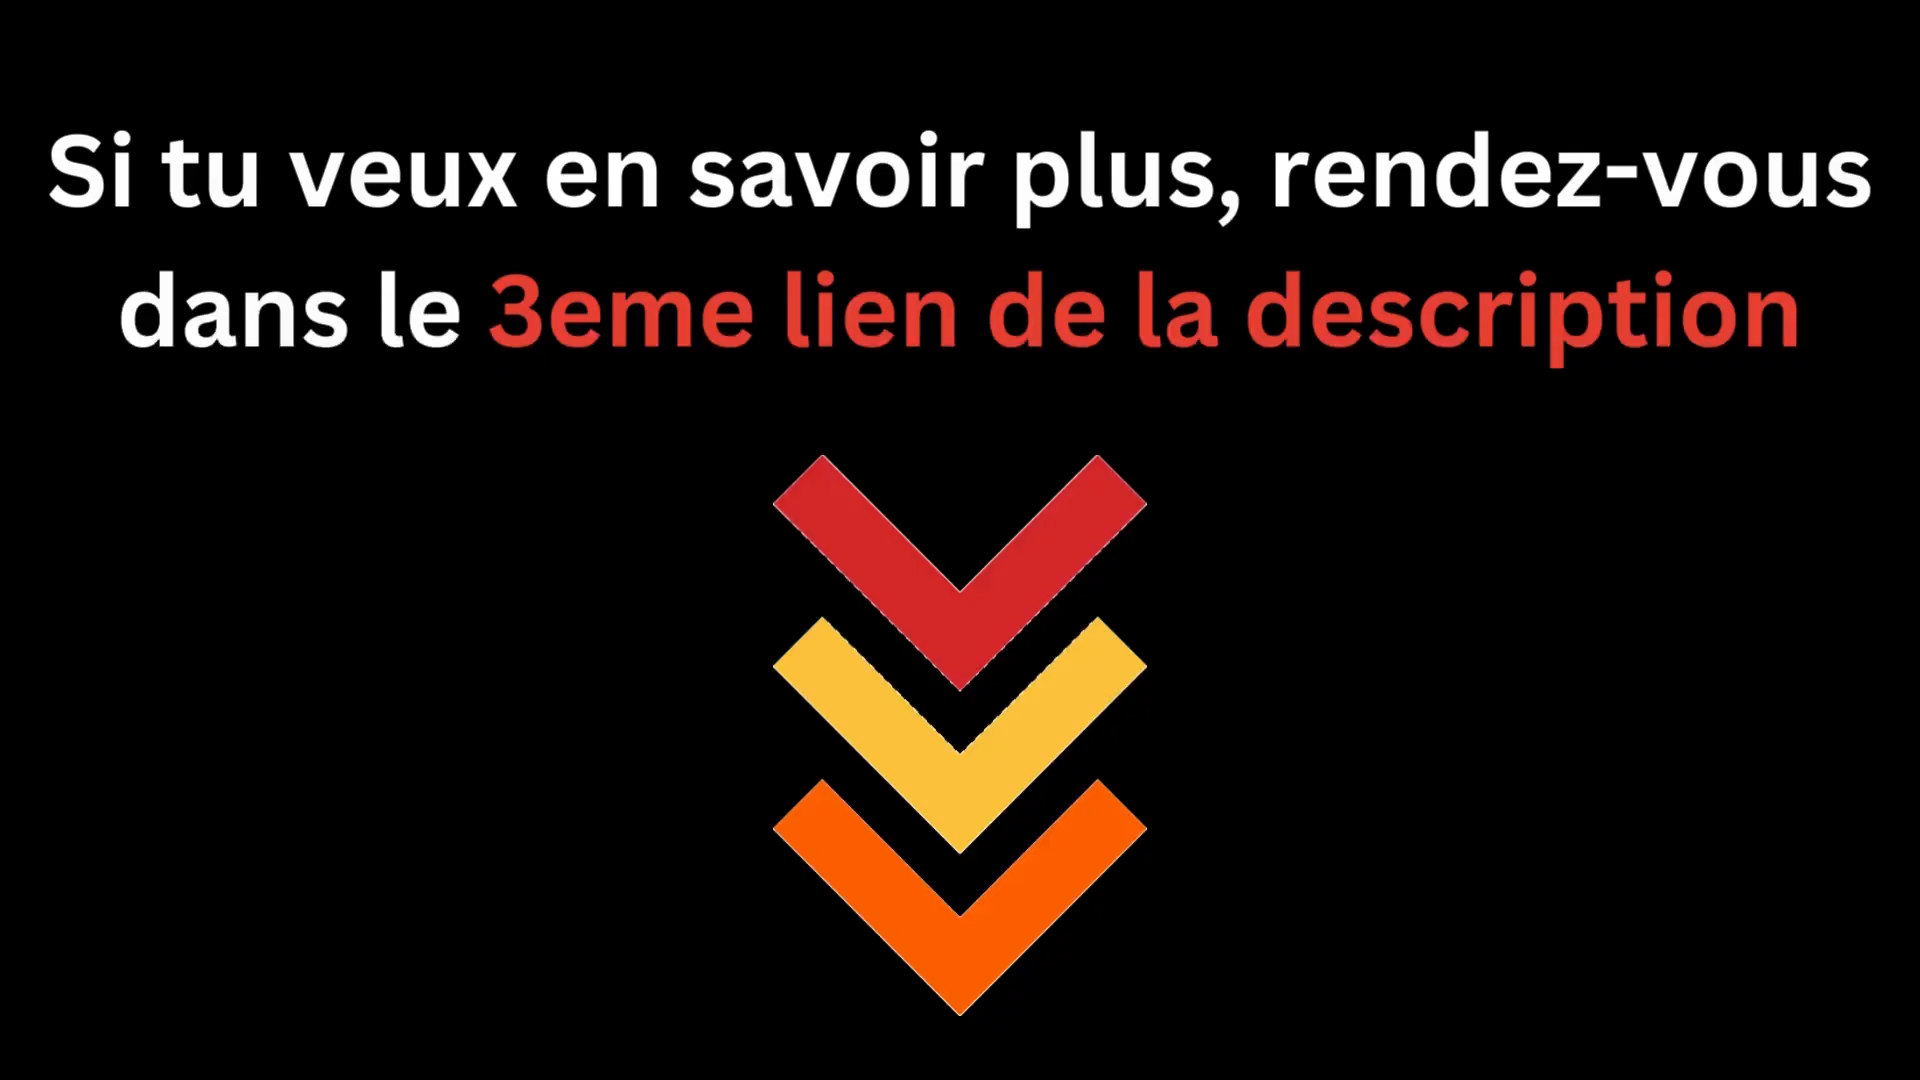 Si tu veux en savoir plus, rendez-vous
dans le 3eme lien de la description